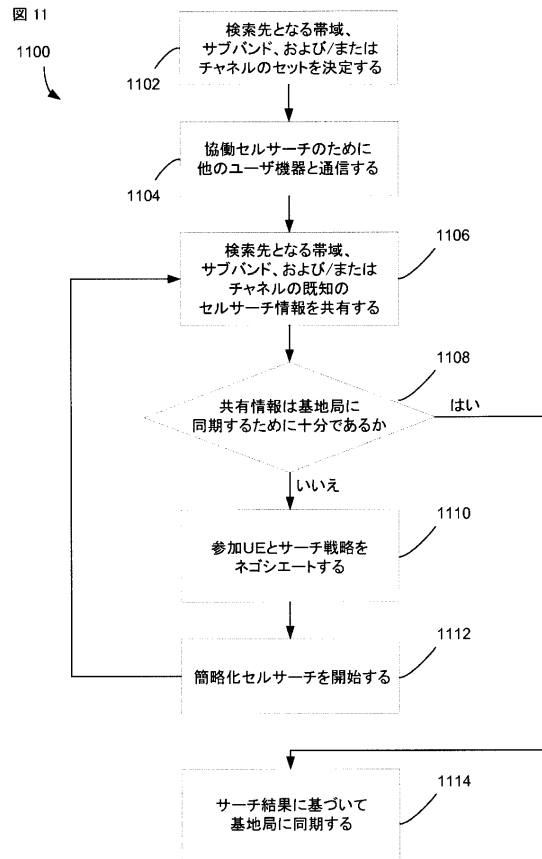 図 11
1100
検索先となる帯域、
サブバンド、および/または
チャネルのセットを決定する
1102
協働セルサーチのために
他のユーザ機器と通信する
1104
検索先となる帯域、
サブバンド、および/または
チャネルの既知の
セルサーチ情報を共有する
1106
共有情報は基地局に
同期するために十分であるか
1108
はい
いいえ
参加UEとサーチ戦略を
ネゴシエートする
1110
簡略化セルサーチを開始する
1112
サーチ結果に基づいて
基地局に同期する
1114